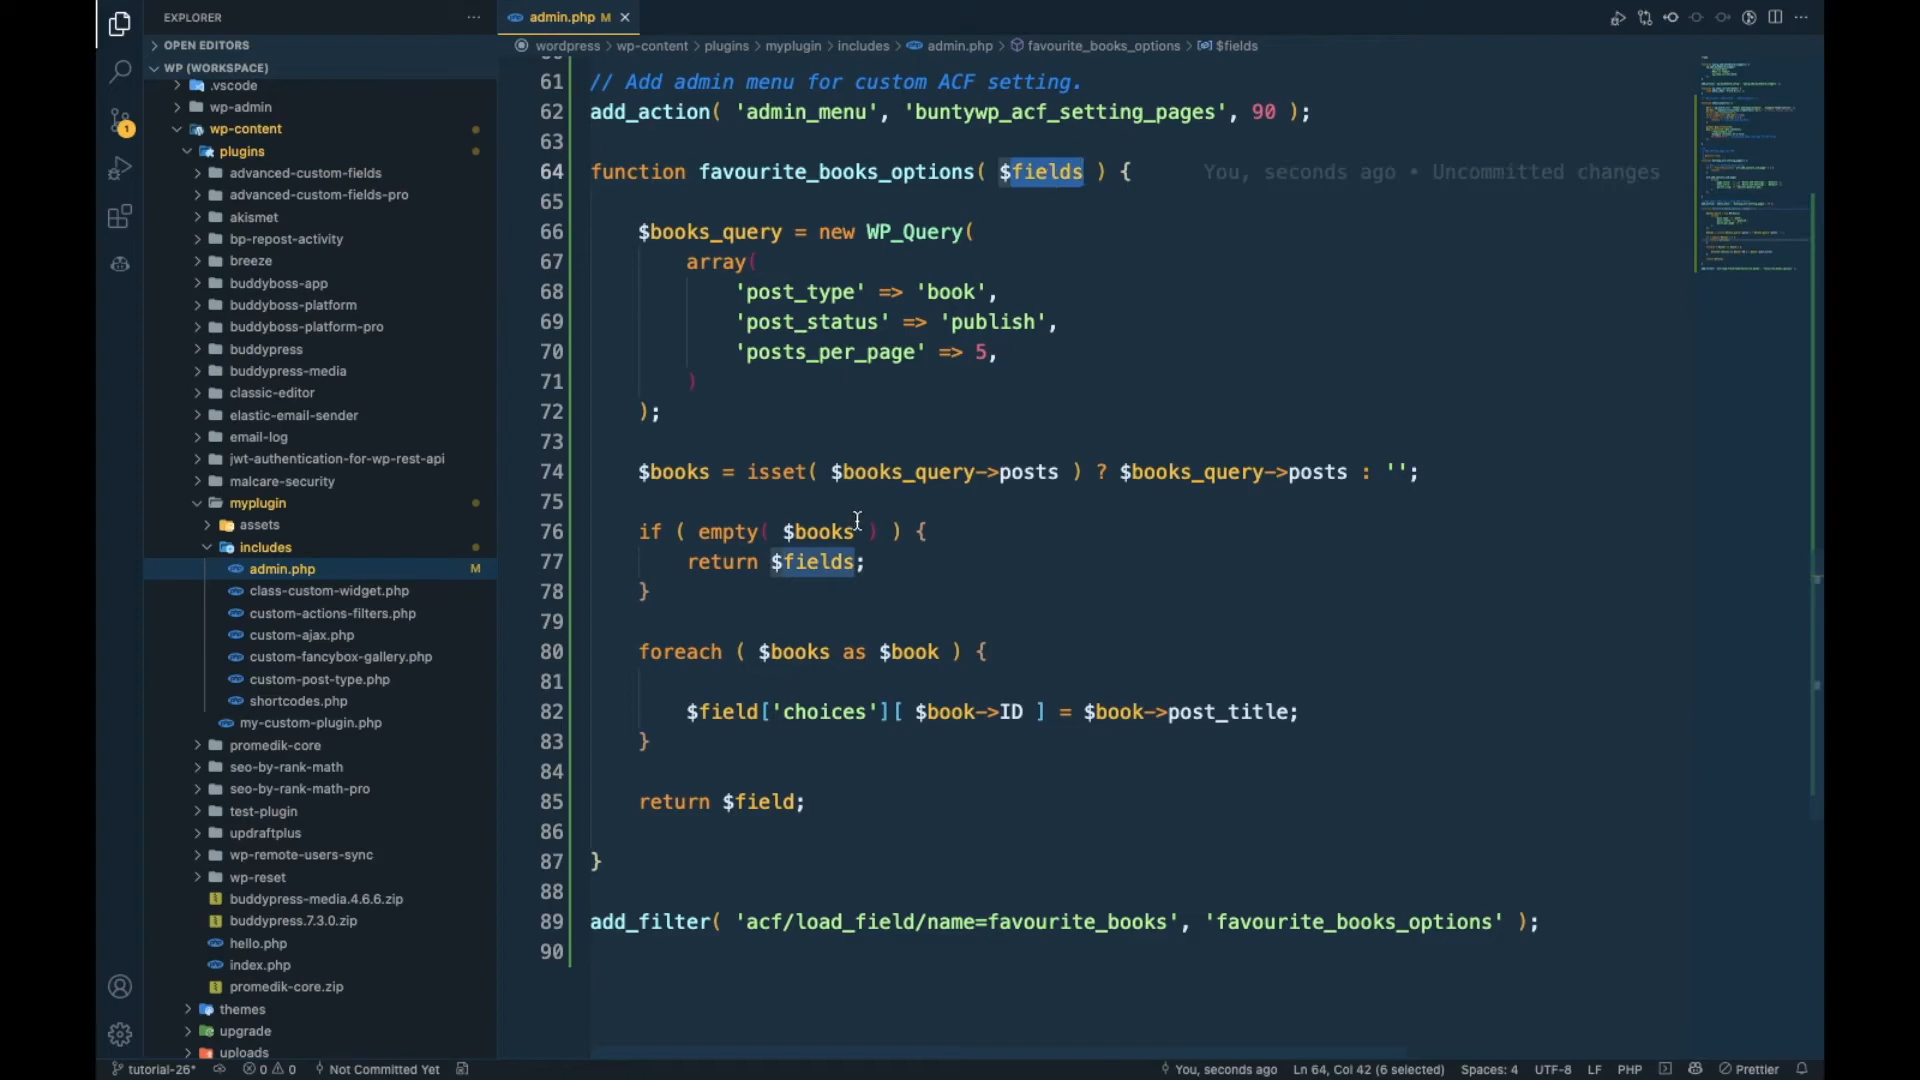 EXPLORER
OPEN EDITORS
WP (WORKSPACE)
.vscode
wp-admin
wp-content
plugins
advanced-custom-fields
advanced-custom-fields-pro
akismet
bp-repost-activity
breeze
buddyboss-app
buddyboss-platform
buddyboss-platform-pro
buddypress
buddypress-media
classic-editor
elastic-email-sender
email-log
jwt-authentication-for-wp-rest-api
malcare-security
myplugin
assets
includes
admin.php M
class-custom-widget.php
custom-actions-filters.php
custom-ajax.php
custom-fancybox-gallery.php
custom-post-type.php
shortcodes.php
my-custom-plugin.php
promedik-core
seo-by-rank-math
seo-by-rank-math-pro
test-plugin
updraftplus
wp-remote-users-sync
wp-reset
buddypress-media.4.6.6.zip
buddypress.7.3.0.zip
hello.php
index.php
promedik-core.zip
themes
upgrade
uploads
1
admin.php M
wordpress > wp-content > plugins > myplugin > includes > admin.php > favourite_books_options > $fields
61 // Add admin menu for custom ACF setting.
62 add_action( 'admin_menu', 'buntywp_acf_setting_pages', 90 );
63
64 function favourite_books_options( $fields ) { You, seconds ago • Uncommitted changes
65
66 $books_query = new WP_Query(
67 array(
68 'post_type' => 'book',
69 'post_status' => 'publish',
70 'posts_per_page' => 5,
71 )
72 );
73
74 $books = isset( $books_query->posts ) ? $books_query->posts : '';
75
76 if ( empty( $books ) ) {
77 return $fields;
78 }
79
80 foreach ( $books as $book ) {
81
82 $field['choices'][ $book->ID ] = $book->post_title;
83 }
84
85 return $field;
86
87 }
88
89 add_filter( 'acf/load_field/name=favourite_books', 'favourite_books_options' );
90
tutorial-26* 0 0 Not Committed Yet You, seconds ago Ln 64, Col 42 (6 selected) Spaces: 4 UTF-8 LF PHP Prettier